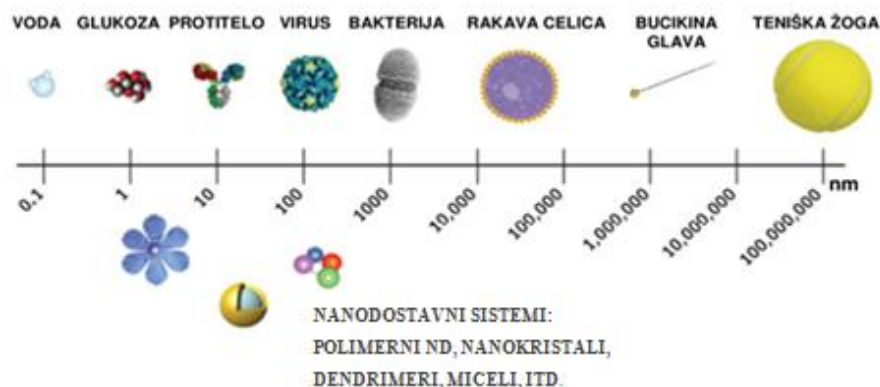 VODA GLUKOZA PROTITELO VIRUS BAKTERIJA RAKAVA CELICA BUCIKINA GLAVA TENIŠKA ŽOGA
nm
0.1 1 10 100 1000 10,000 100,000 1,000,000 10,000,000 100,000,000
NANODOSTAVNI SISTEMI:
POLIMERNI ND, NANOKRISTALI,
DENDRIMERI, MICELI, ITD.